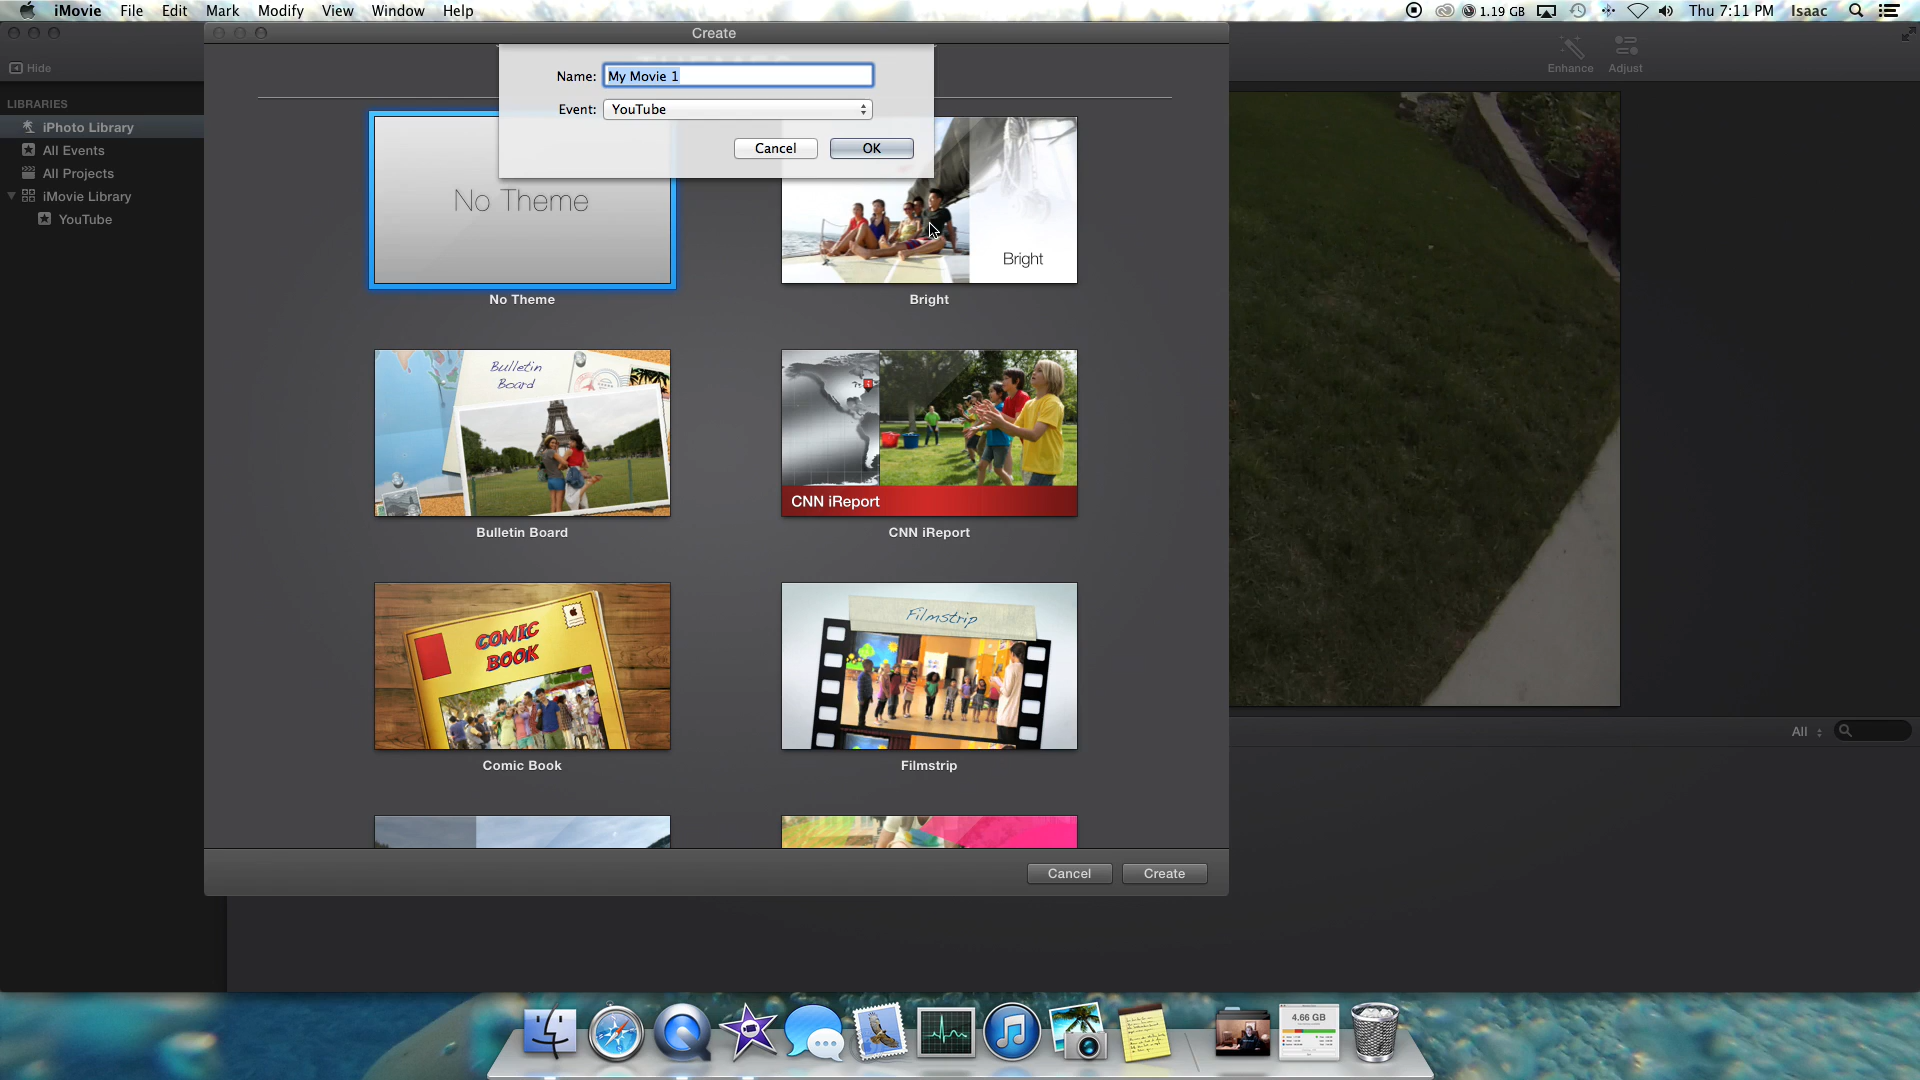 iMovie File Edit Mark Modify View Window Help 1.19 GB Thu 7:11 PM Isaac
Create
Hide
Enhance Adjust
Name: My Movie 1
Event: YouTube
Cancel OK
LIBRARIES
iPhoto Library
All Events
All Projects
iMovie Library
YouTube
No Theme
Bright
No Theme
Bright
Bulletin
Board
CNN iReport
Bulletin Board
CNN iReport
COMIC
BOOK
Filmstrip
Comic Book
Filmstrip
All
Cancel Create
4.66 GB